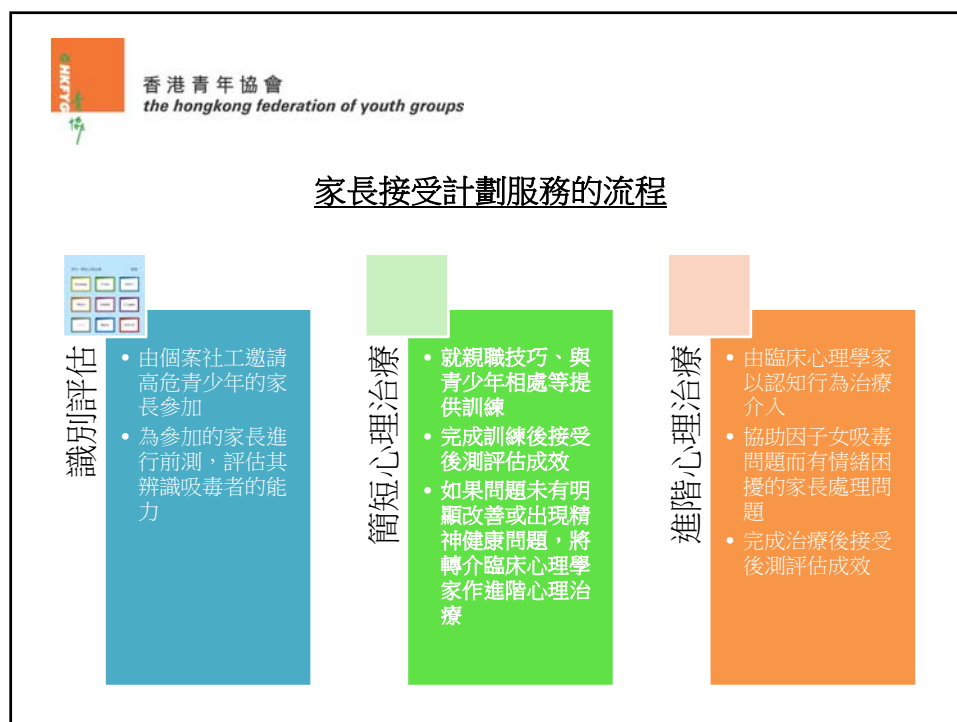 HKFYG
青協
香港青年協會
the hongkong federation of youth groups
家長接受計劃服務的流程
識別評估
• 由個案社工邀請
高危青少年的家
長參加
• 為參加的家長進
行前測，評估其
辨識吸毒者的能
力
簡短心理治療
• 就親職技巧、與
青少年相處等提
供訓練
• 完成訓練後接受
後測評估成效
• 如果問題未有明
顯改善或出現精
神健康問題，將
轉介臨床心理學
家作進階心理治
療
進階心理治療
• 由臨床心理學家
以認知行為治療
介入
• 協助因子女吸毒
問題而有情緒困
擾的家長處理問
題
• 完成治療後接受
後測評估成效